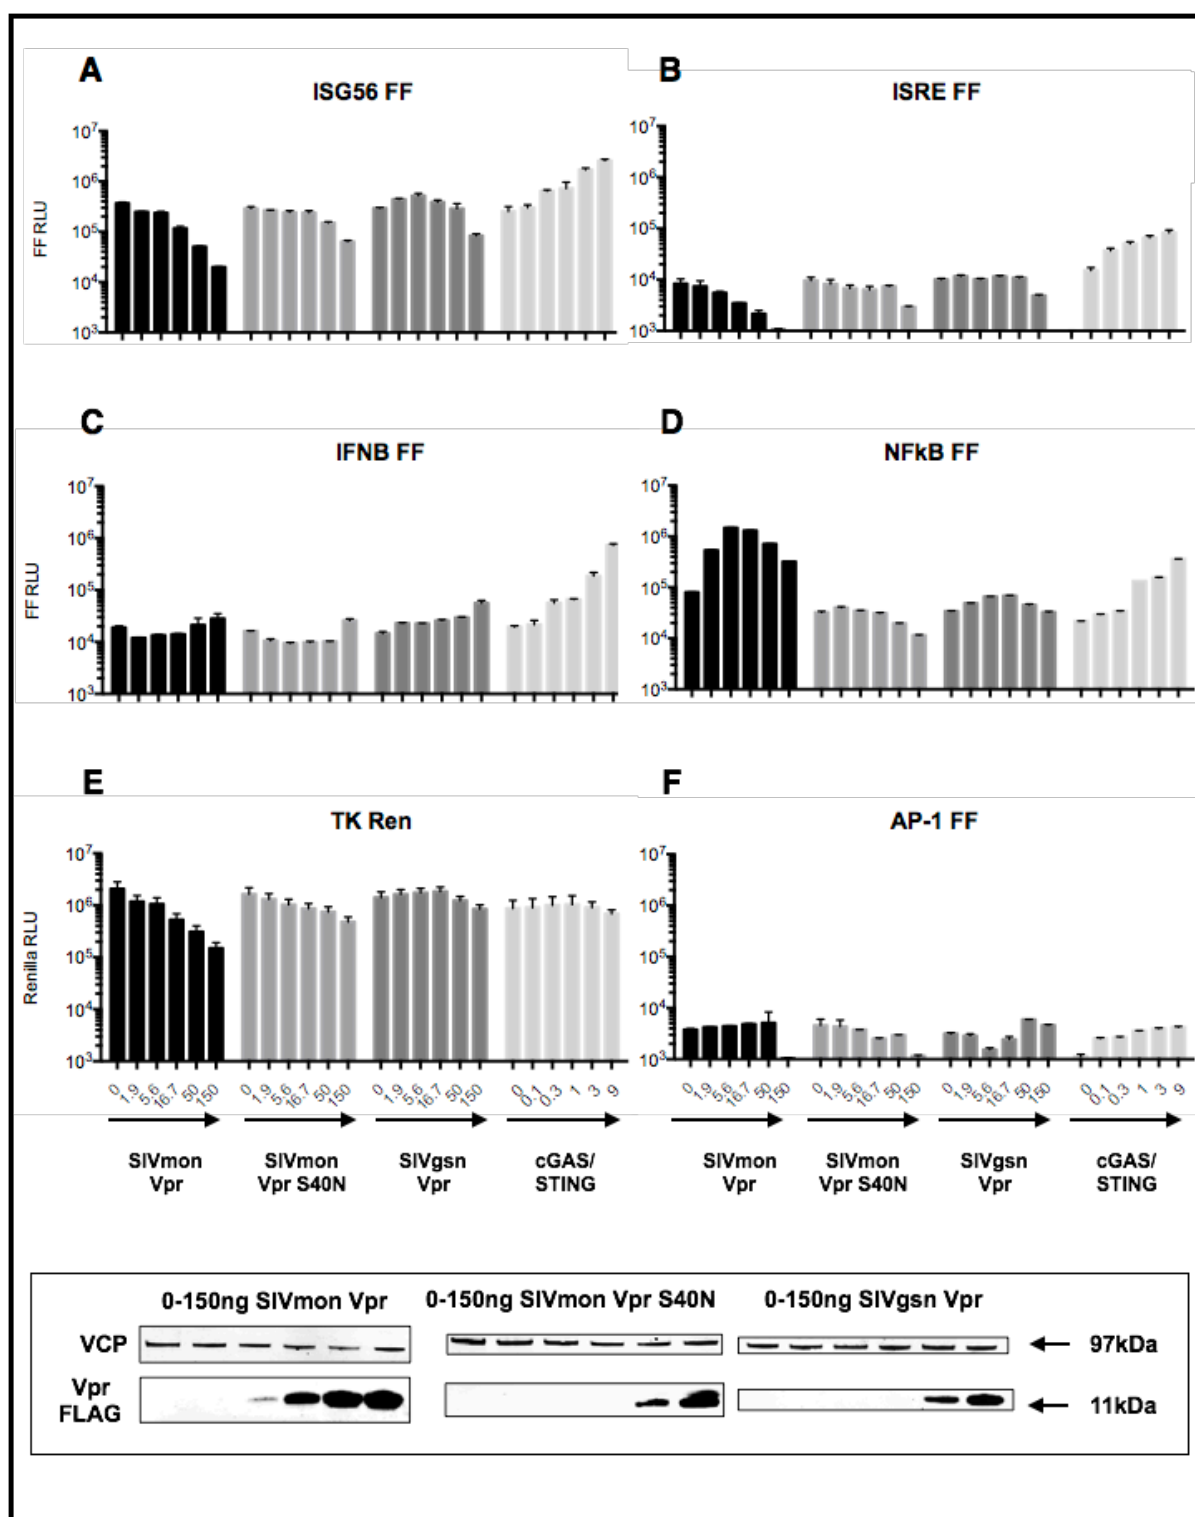 A
ISG56 FF
FF RLU
10^7
10^6
10^5
10^4
10^3
B
ISRE FF
10^7
10^6
10^5
10^4
10^3
C
IFNB FF
FF RLU
10^7
10^6
10^5
10^4
10^3
D
NFkB FF
10^7
10^6
10^5
10^4
10^3
E
TK Ren
Renilla RLU
10^7
10^6
10^5
10^4
10^3
0 1.9 5.6 16.7 50 150 0 1.9 5.6 16.7 50 150 0 1.9 5.6 16.7 50 150 0 0.1 0.3 1 3 9
SIVmon Vpr
SIVmon Vpr S40N
SIVgsn Vpr
cGAS/ STING
F
AP-1 FF
10^7
10^6
10^5
10^4
10^3
0 1.9 5.6 16.7 50 150 0 1.9 5.6 16.7 50 150 0 1.9 5.6 16.7 50 150 0 0.1 0.3 1 3 9
SIVmon Vpr
SIVmon Vpr S40N
SIVgsn Vpr
cGAS/ STING
0-150ng SIVmon Vpr 0-150ng SIVmon Vpr S40N 0-150ng SIVgsn Vpr
VCP 97kDa
Vpr FLAG 11kDa